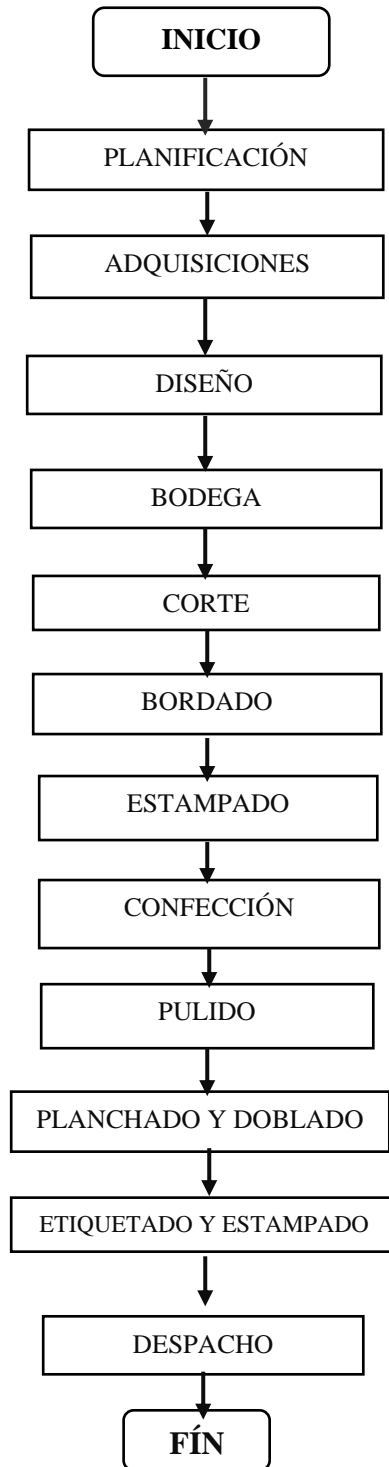 INICIO
PLANIFICACIÓN
ADQUISICIONES
DISEÑO
BODEGA
CORTE
BORDADO
ESTAMPADO
CONFECCIÓN
PULIDO
PLANCHADO Y DOBLADO
ETIQUETADO Y ESTAMPADO
DESPACHO
FÍN